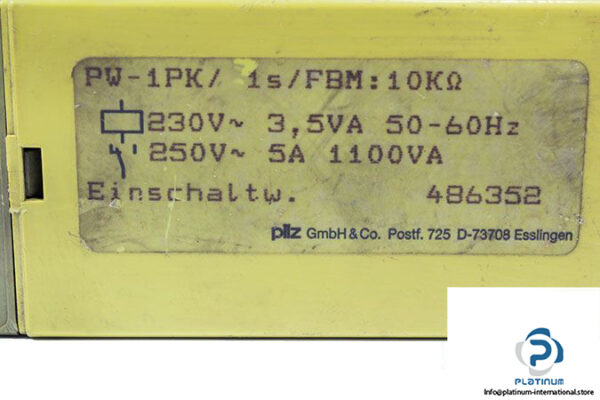 PW-1PK/ 1s/FBM:10KΩ
230V~ 3,5VA 50-60Hz
250V~ 5A 1100VA
Einschaltw. 486352
pilz GmbH & Co. Postf. 725 D-73708 Esslingen
PLATINUM
Info@platinum-international.store